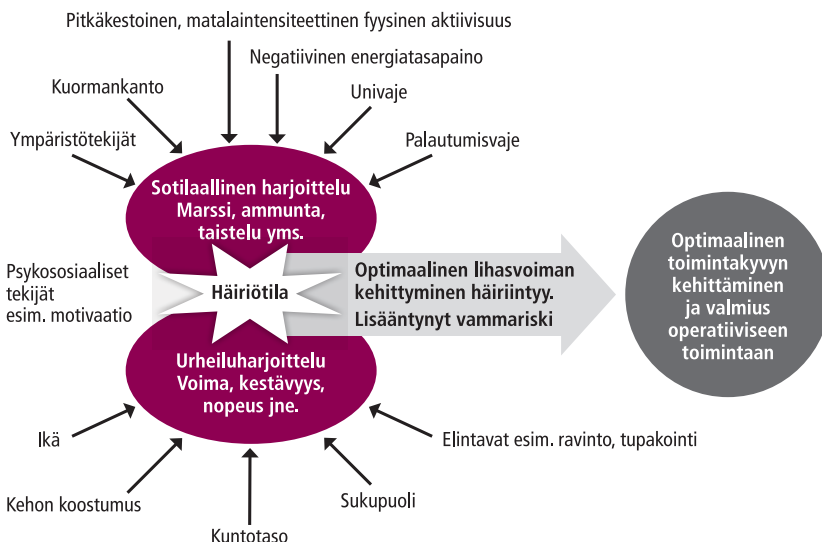 Pitkäkestoinen, matalaintensiteettinen fyysinen aktiivisuus
Negatiivinen energiatasapaino
Kuormankanto
Univaje
Ympäristötekijät
Palautumisvaje
Sotilaallinen harjoittelu
Marssi, ammunta,
taistelu yms.
Psykososiaaliset
tekijät
esim. motivaatio
Häiriötila
Optimaalinen lihasvoiman
kehittyminen häiriintyy.
Lisääntynyt vammariski
Optimaalinen
toimintakyvyn
kehittäminen
ja valmius
operatiiviseen
toimintaan
Urheiluharjoittelu
Voima, kestävyys,
nopeus jne.
Ikä
Elintavat esim. ravinto, tupakointi
Kehon koostumus
Sukupuoli
Kuntotaso